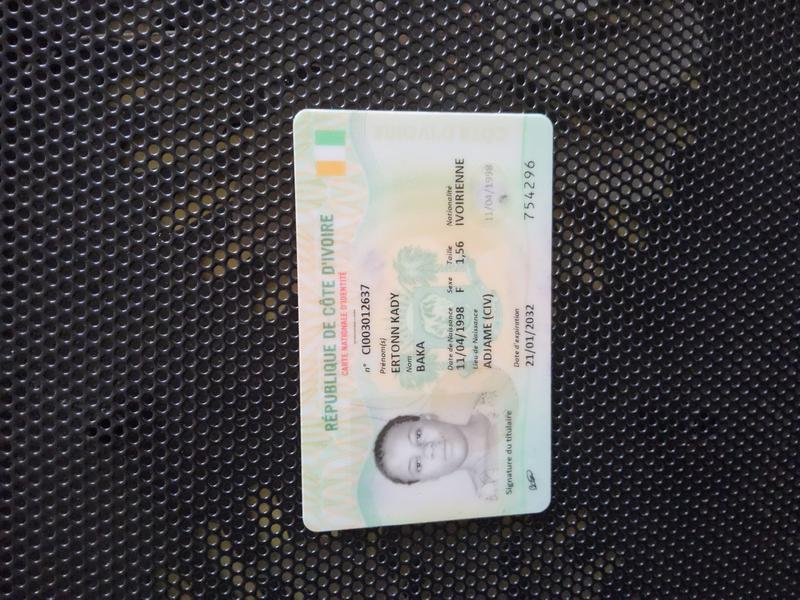 RÉPUBLIQUE DE CÔTE D'IVOIRE
CARTE NATIONALE D'IDENTITÉ
n° CI003012637
Prénom(s)
ERTONN KADY
Nom
BAKA
Date de Naissance Sexe Taille Nationalité
11/04/1998 F 1,56 IVOIRIENNE
Lieu de Naissance
ADJAME (CIV)
11/04/1998
Date d'expiration
21/01/2032
754296
Signature du titulaire
CÔTE D'IVOIRE